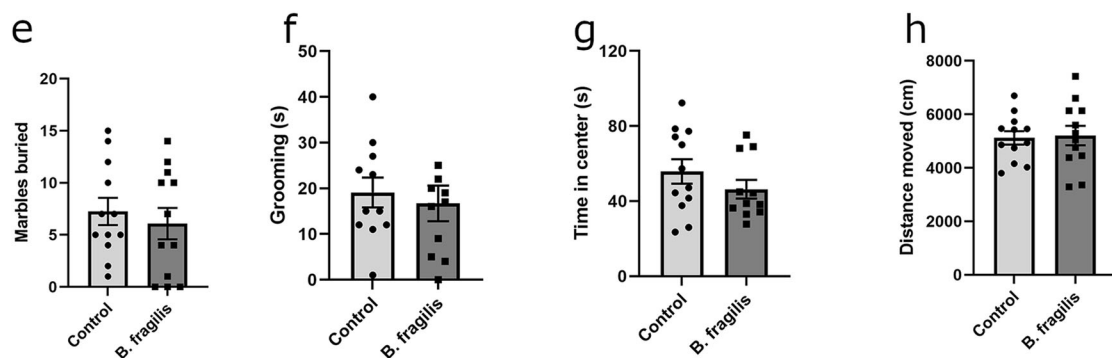 e
Marbles buried
20
15
10
5
0
Control
B. fragilis
f
Grooming (s)
50
40
30
20
10
0
Control
B. fragilis
g
Time in center (s)
120
80
40
0
Control
B. fragilis
h
Distance moved (cm)
8000
6000
4000
2000
0
Control
B. fragilis